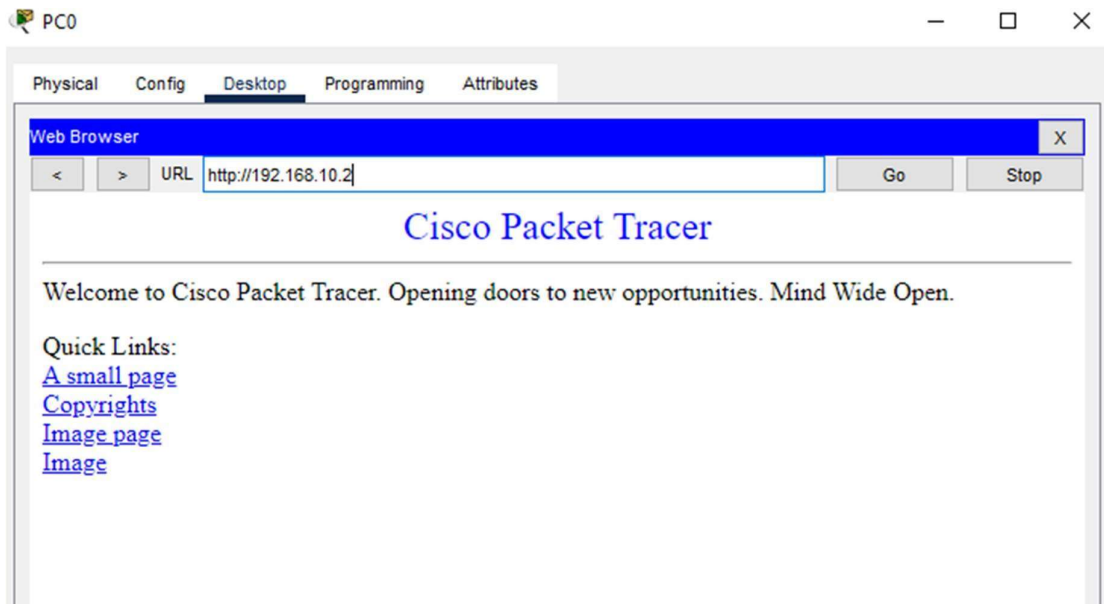 PC0
Physical Config Desktop Programming Attributes
Web Browser X
< > URL http://192.168.10.2 Go Stop
Cisco Packet Tracer
Welcome to Cisco Packet Tracer. Opening doors to new opportunities. Mind Wide Open.
Quick Links:
A small page
Copyrights
Image page
Image